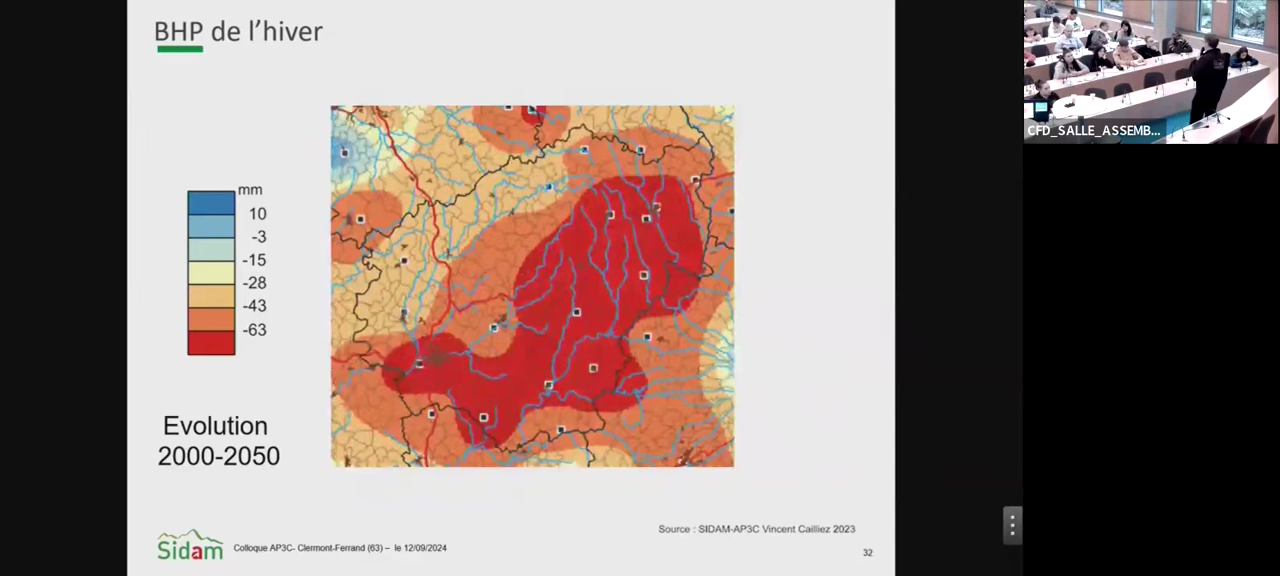 BHP de l'hiver
mm
10
-3
-15
-28
-43
-63
Evolution
2000-2050
Source : SIDAM-AP3C Vincent Cailliez 2023
Sidam
Colloque AP3C- Clermont-Ferrand (63) – le 12/09/2024
32
CFD_SALLE_ASSEMB...